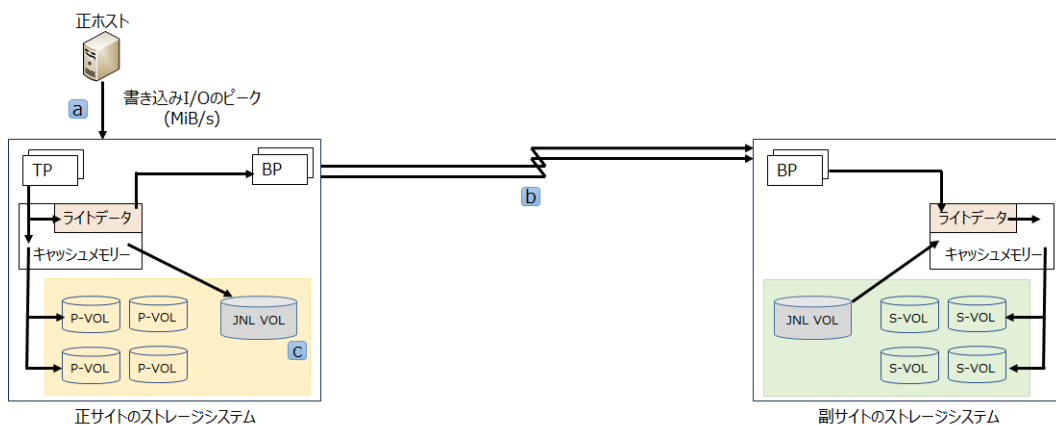 正ホスト
a
書き込みI/Oのピーク
(MiB/s)
TP
BP
ライトデータ
キャッシュメモリー
P-VOL
P-VOL
JNL VOL
P-VOL
P-VOL
c
正サイトのストレージシステム
b
BP
ライトデータ
キャッシュメモリー
JNL VOL
S-VOL
S-VOL
S-VOL
S-VOL
副サイトのストレージシステム